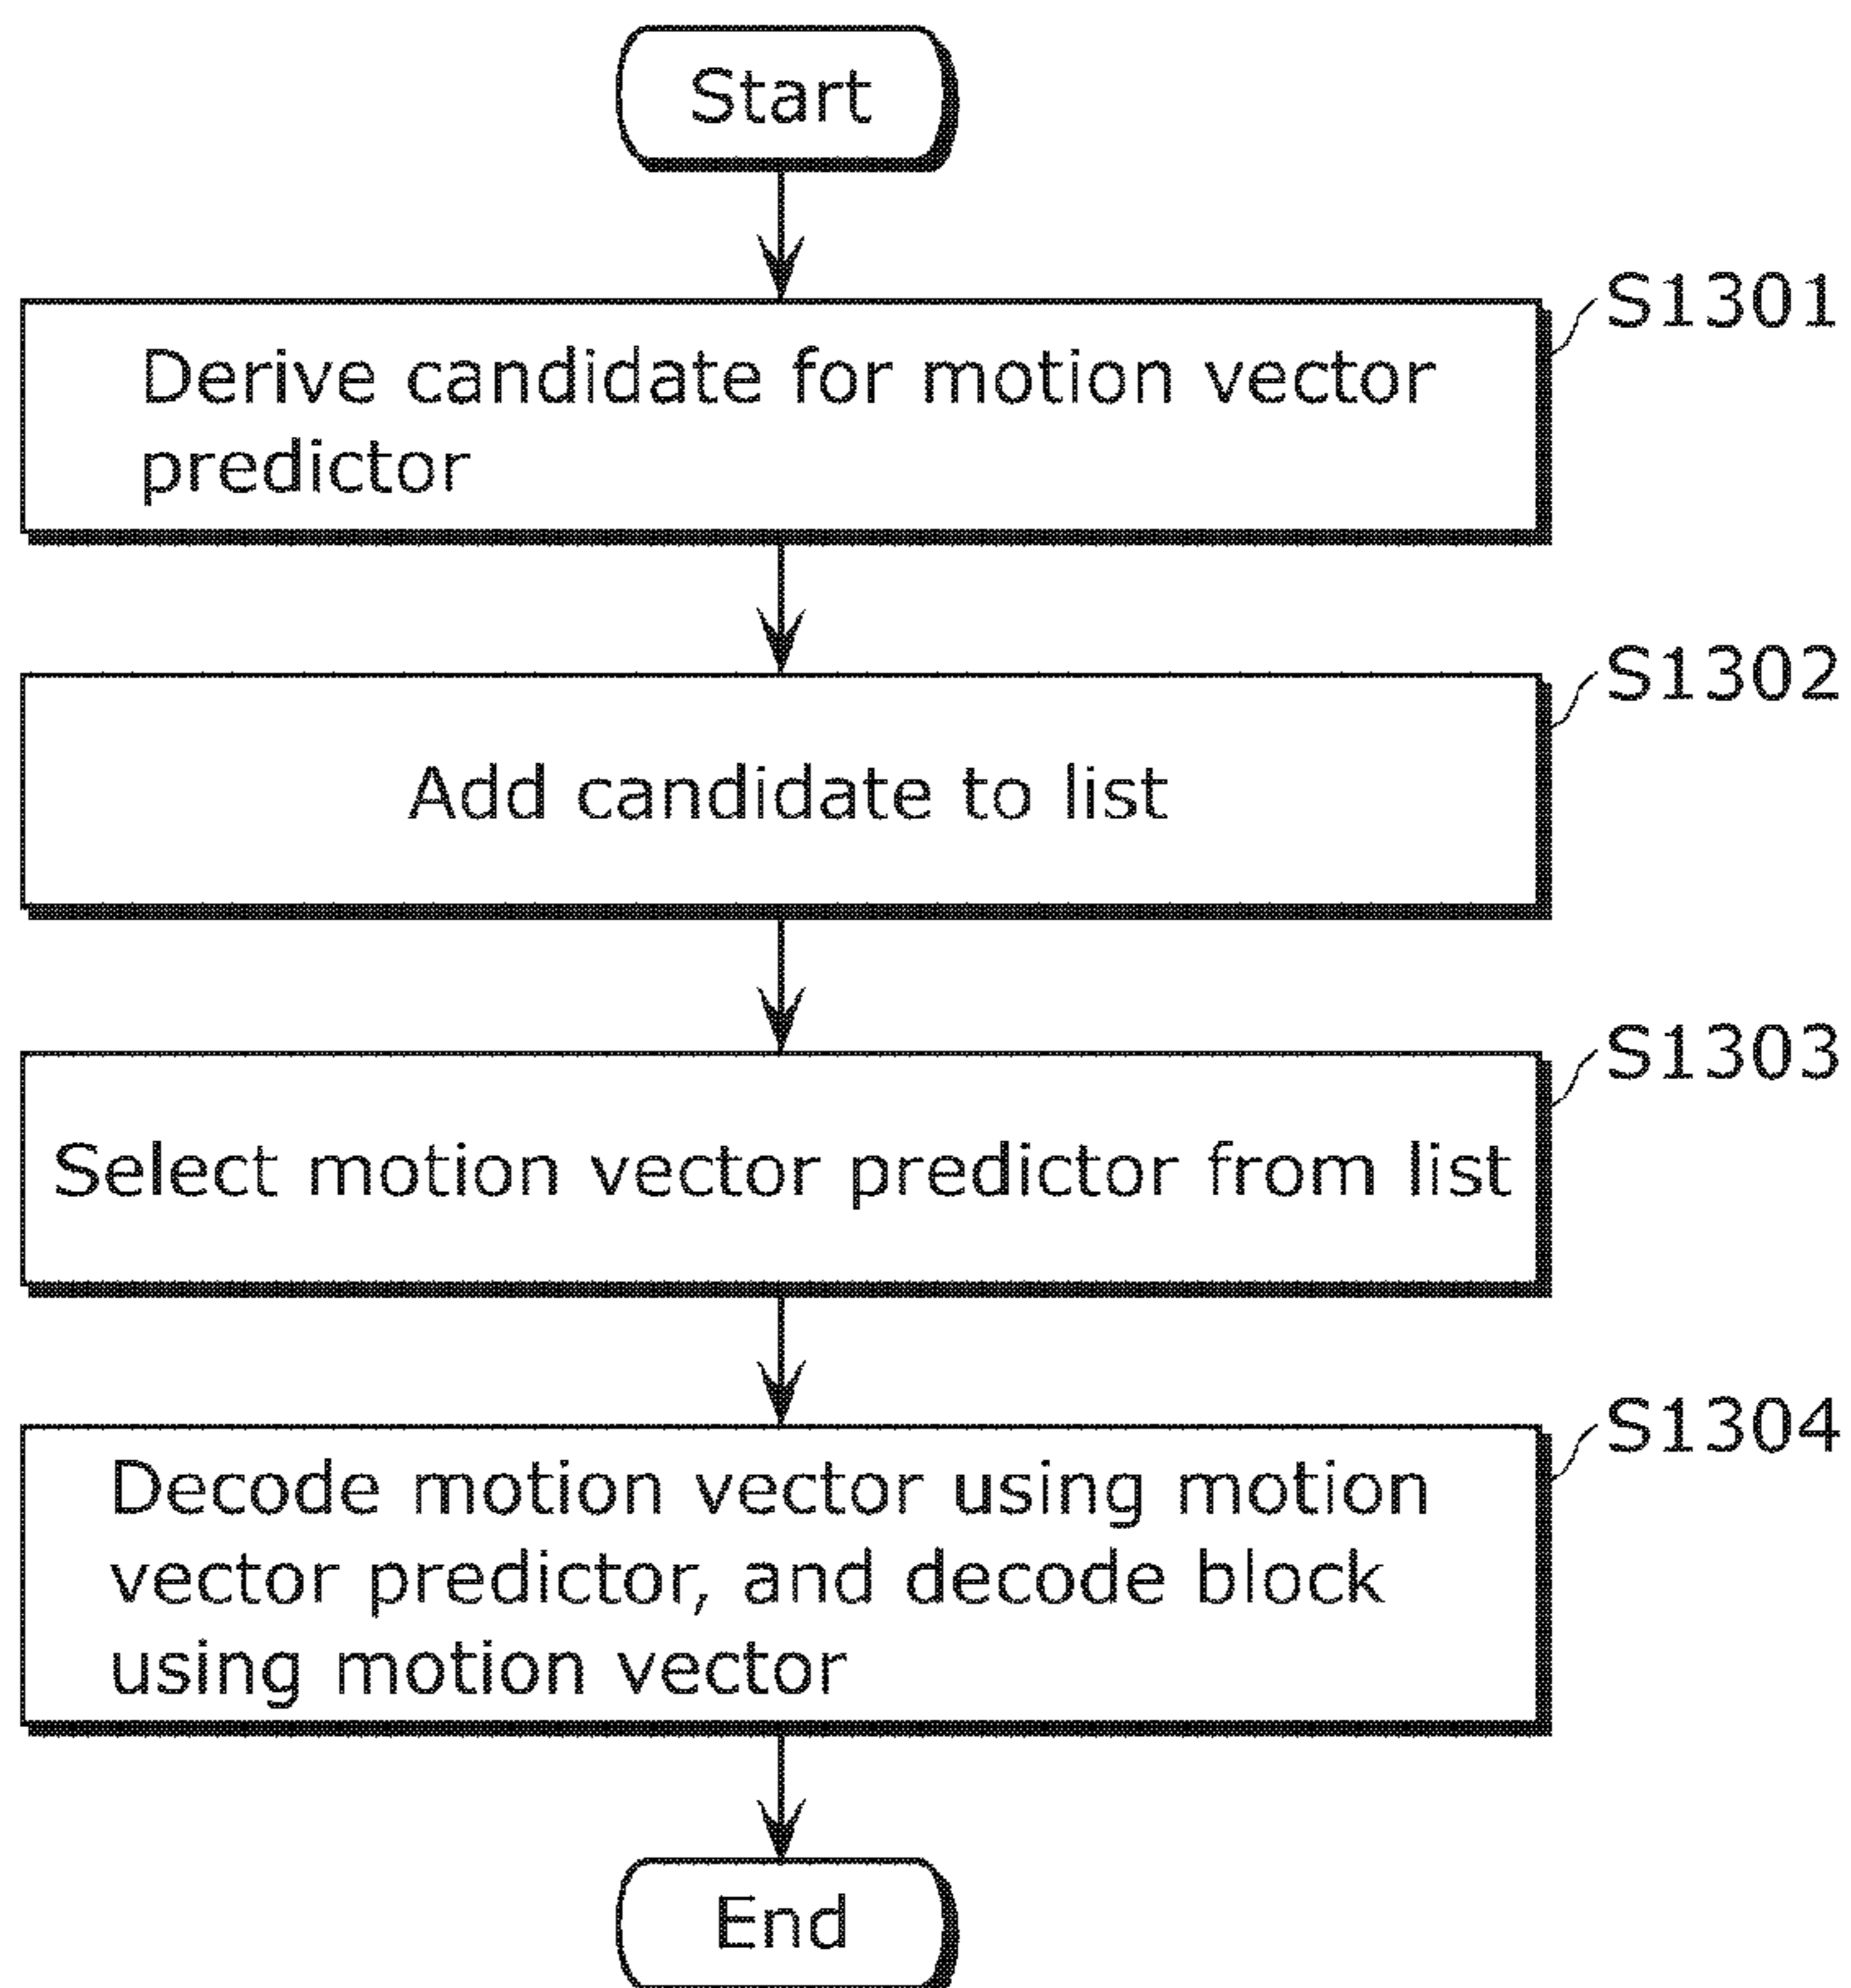 Start
S1301
Derive candidate for motion vector
predictor
S1302
Add candidate to list
S1303
Select motion vector predictor from list
S1304
Decode motion vector using motion
vector predictor, and decode block
using motion vector
End